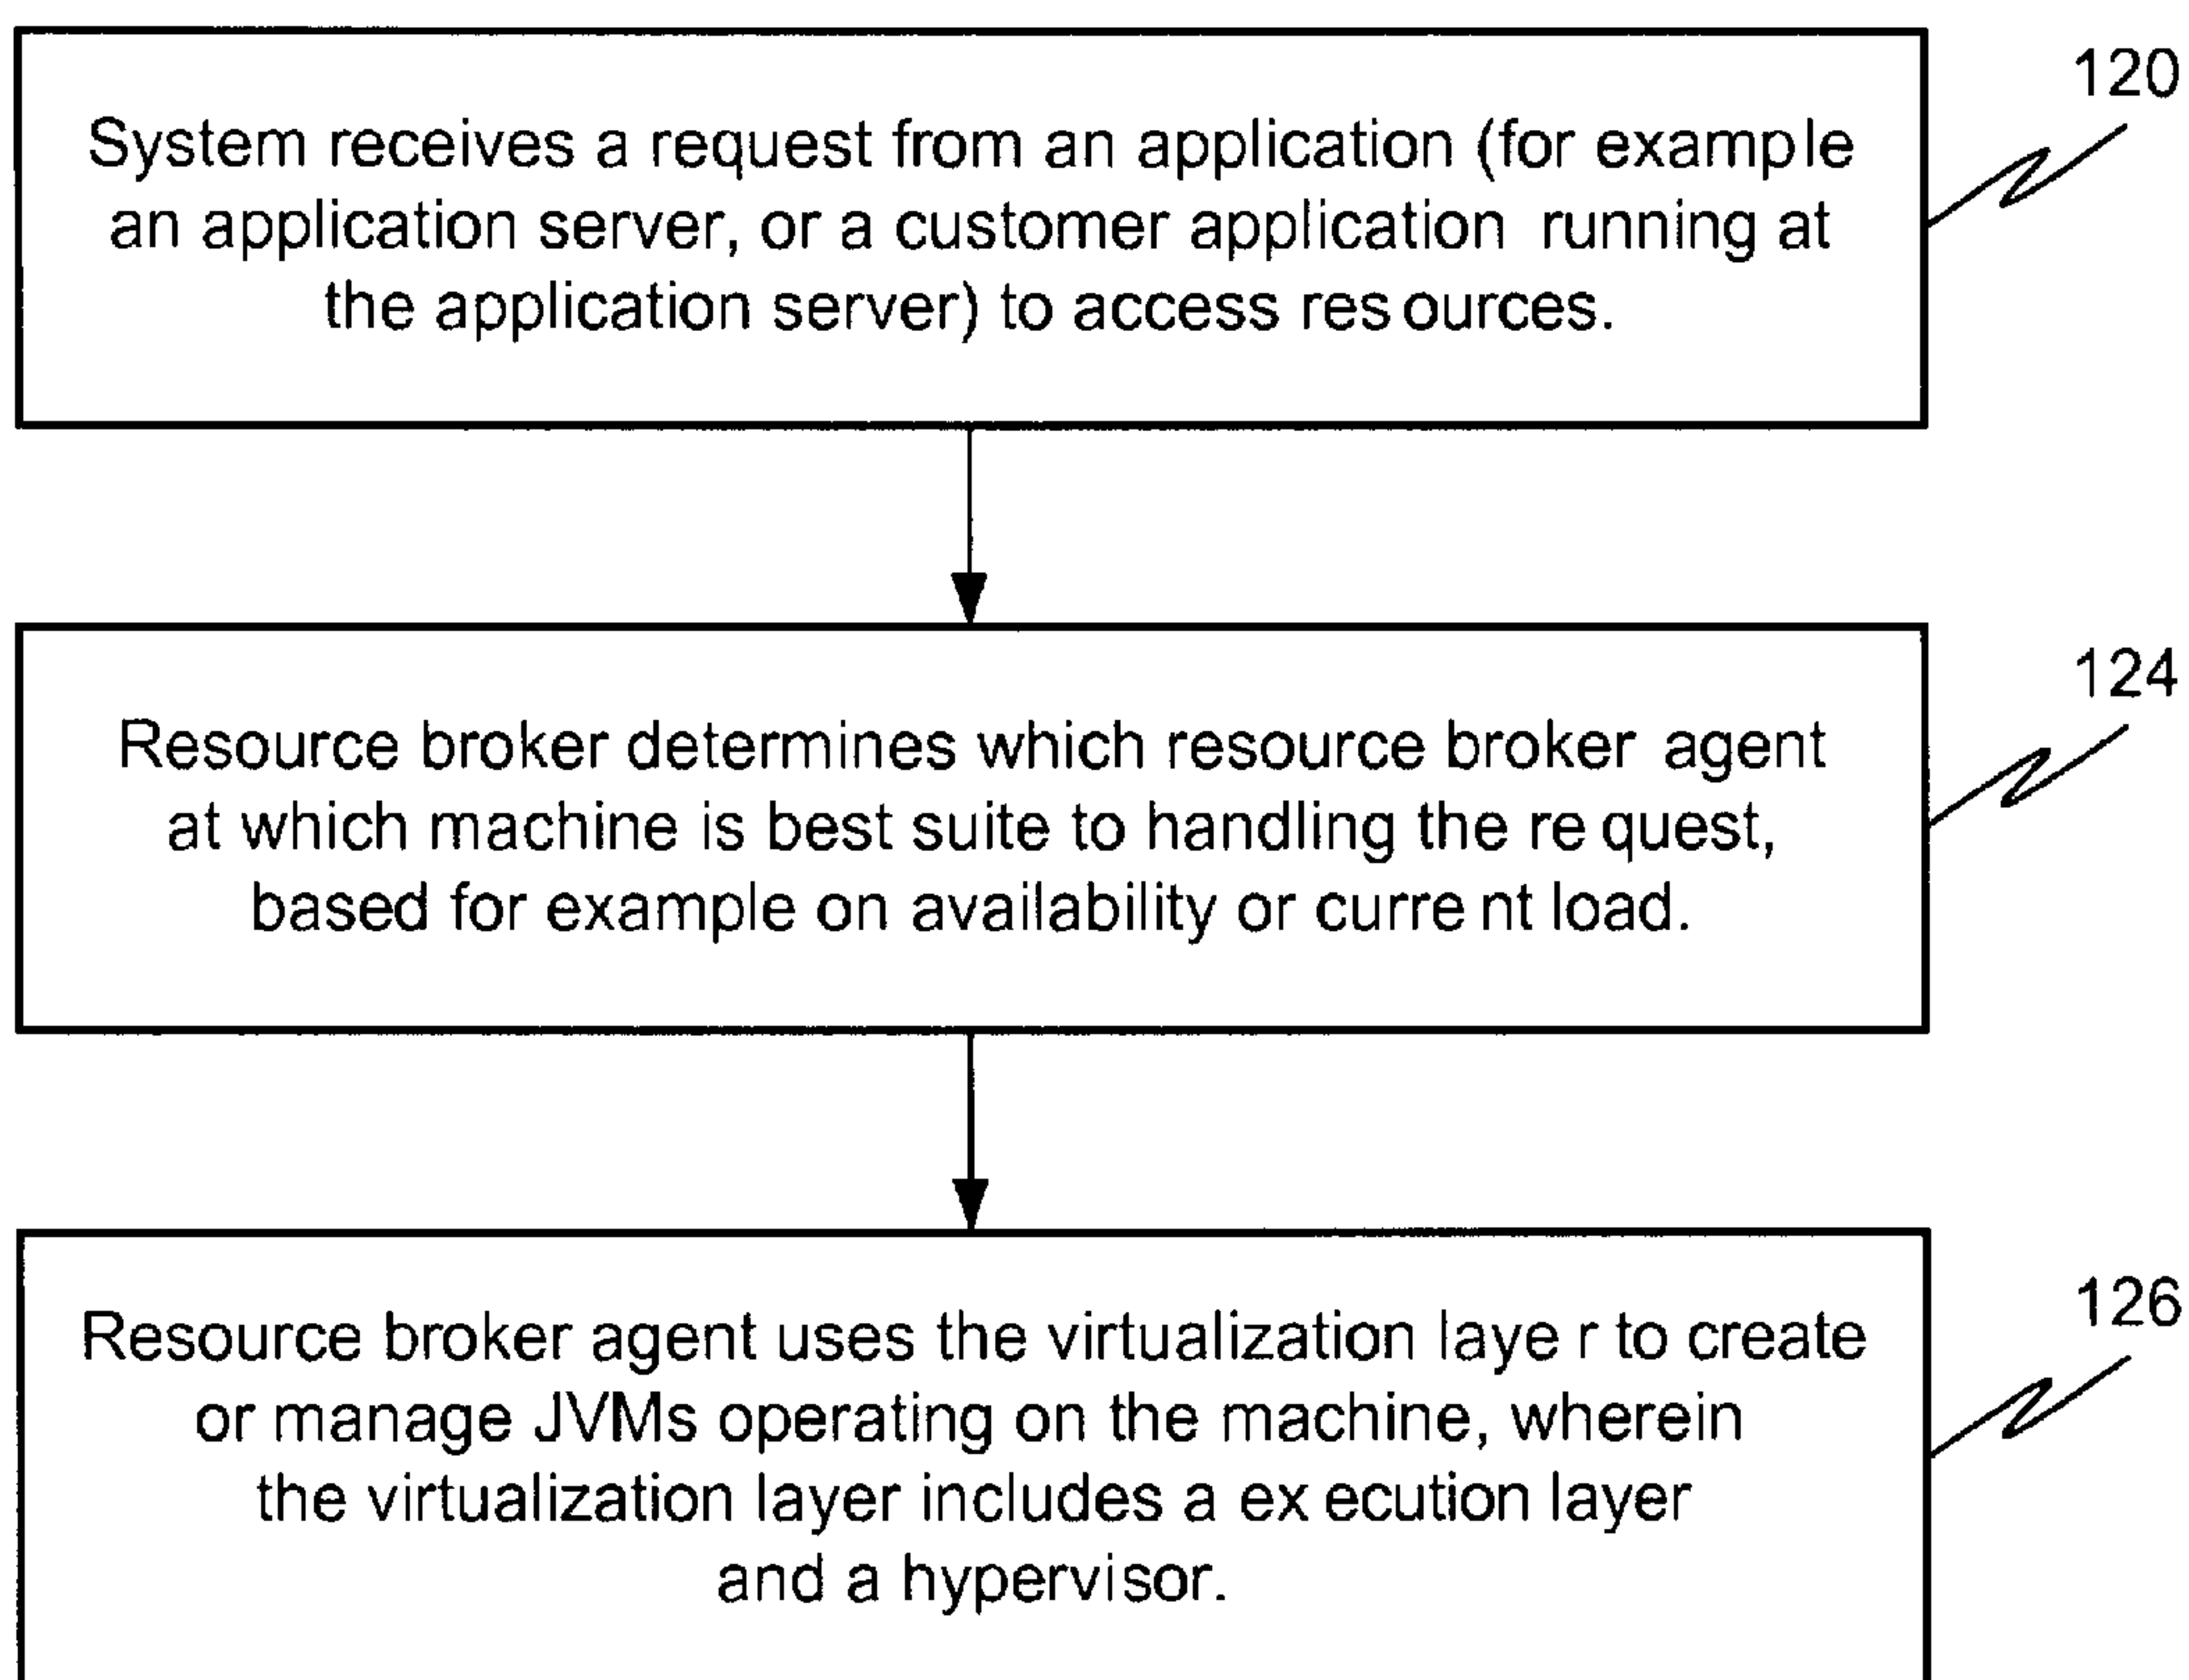 120
System receives a request from an application (for example
an application server, or a customer application running at
the application server) to access resources.
124
Resource broker determines which resource broker agent
at which machine is best suite to handling the request,
based for example on availability or current load.
126
Resource broker agent uses the virtualization layer to create
or manage JVMs operating on the machine, wherein
the virtualization layer includes a execution layer
and a hypervisor.